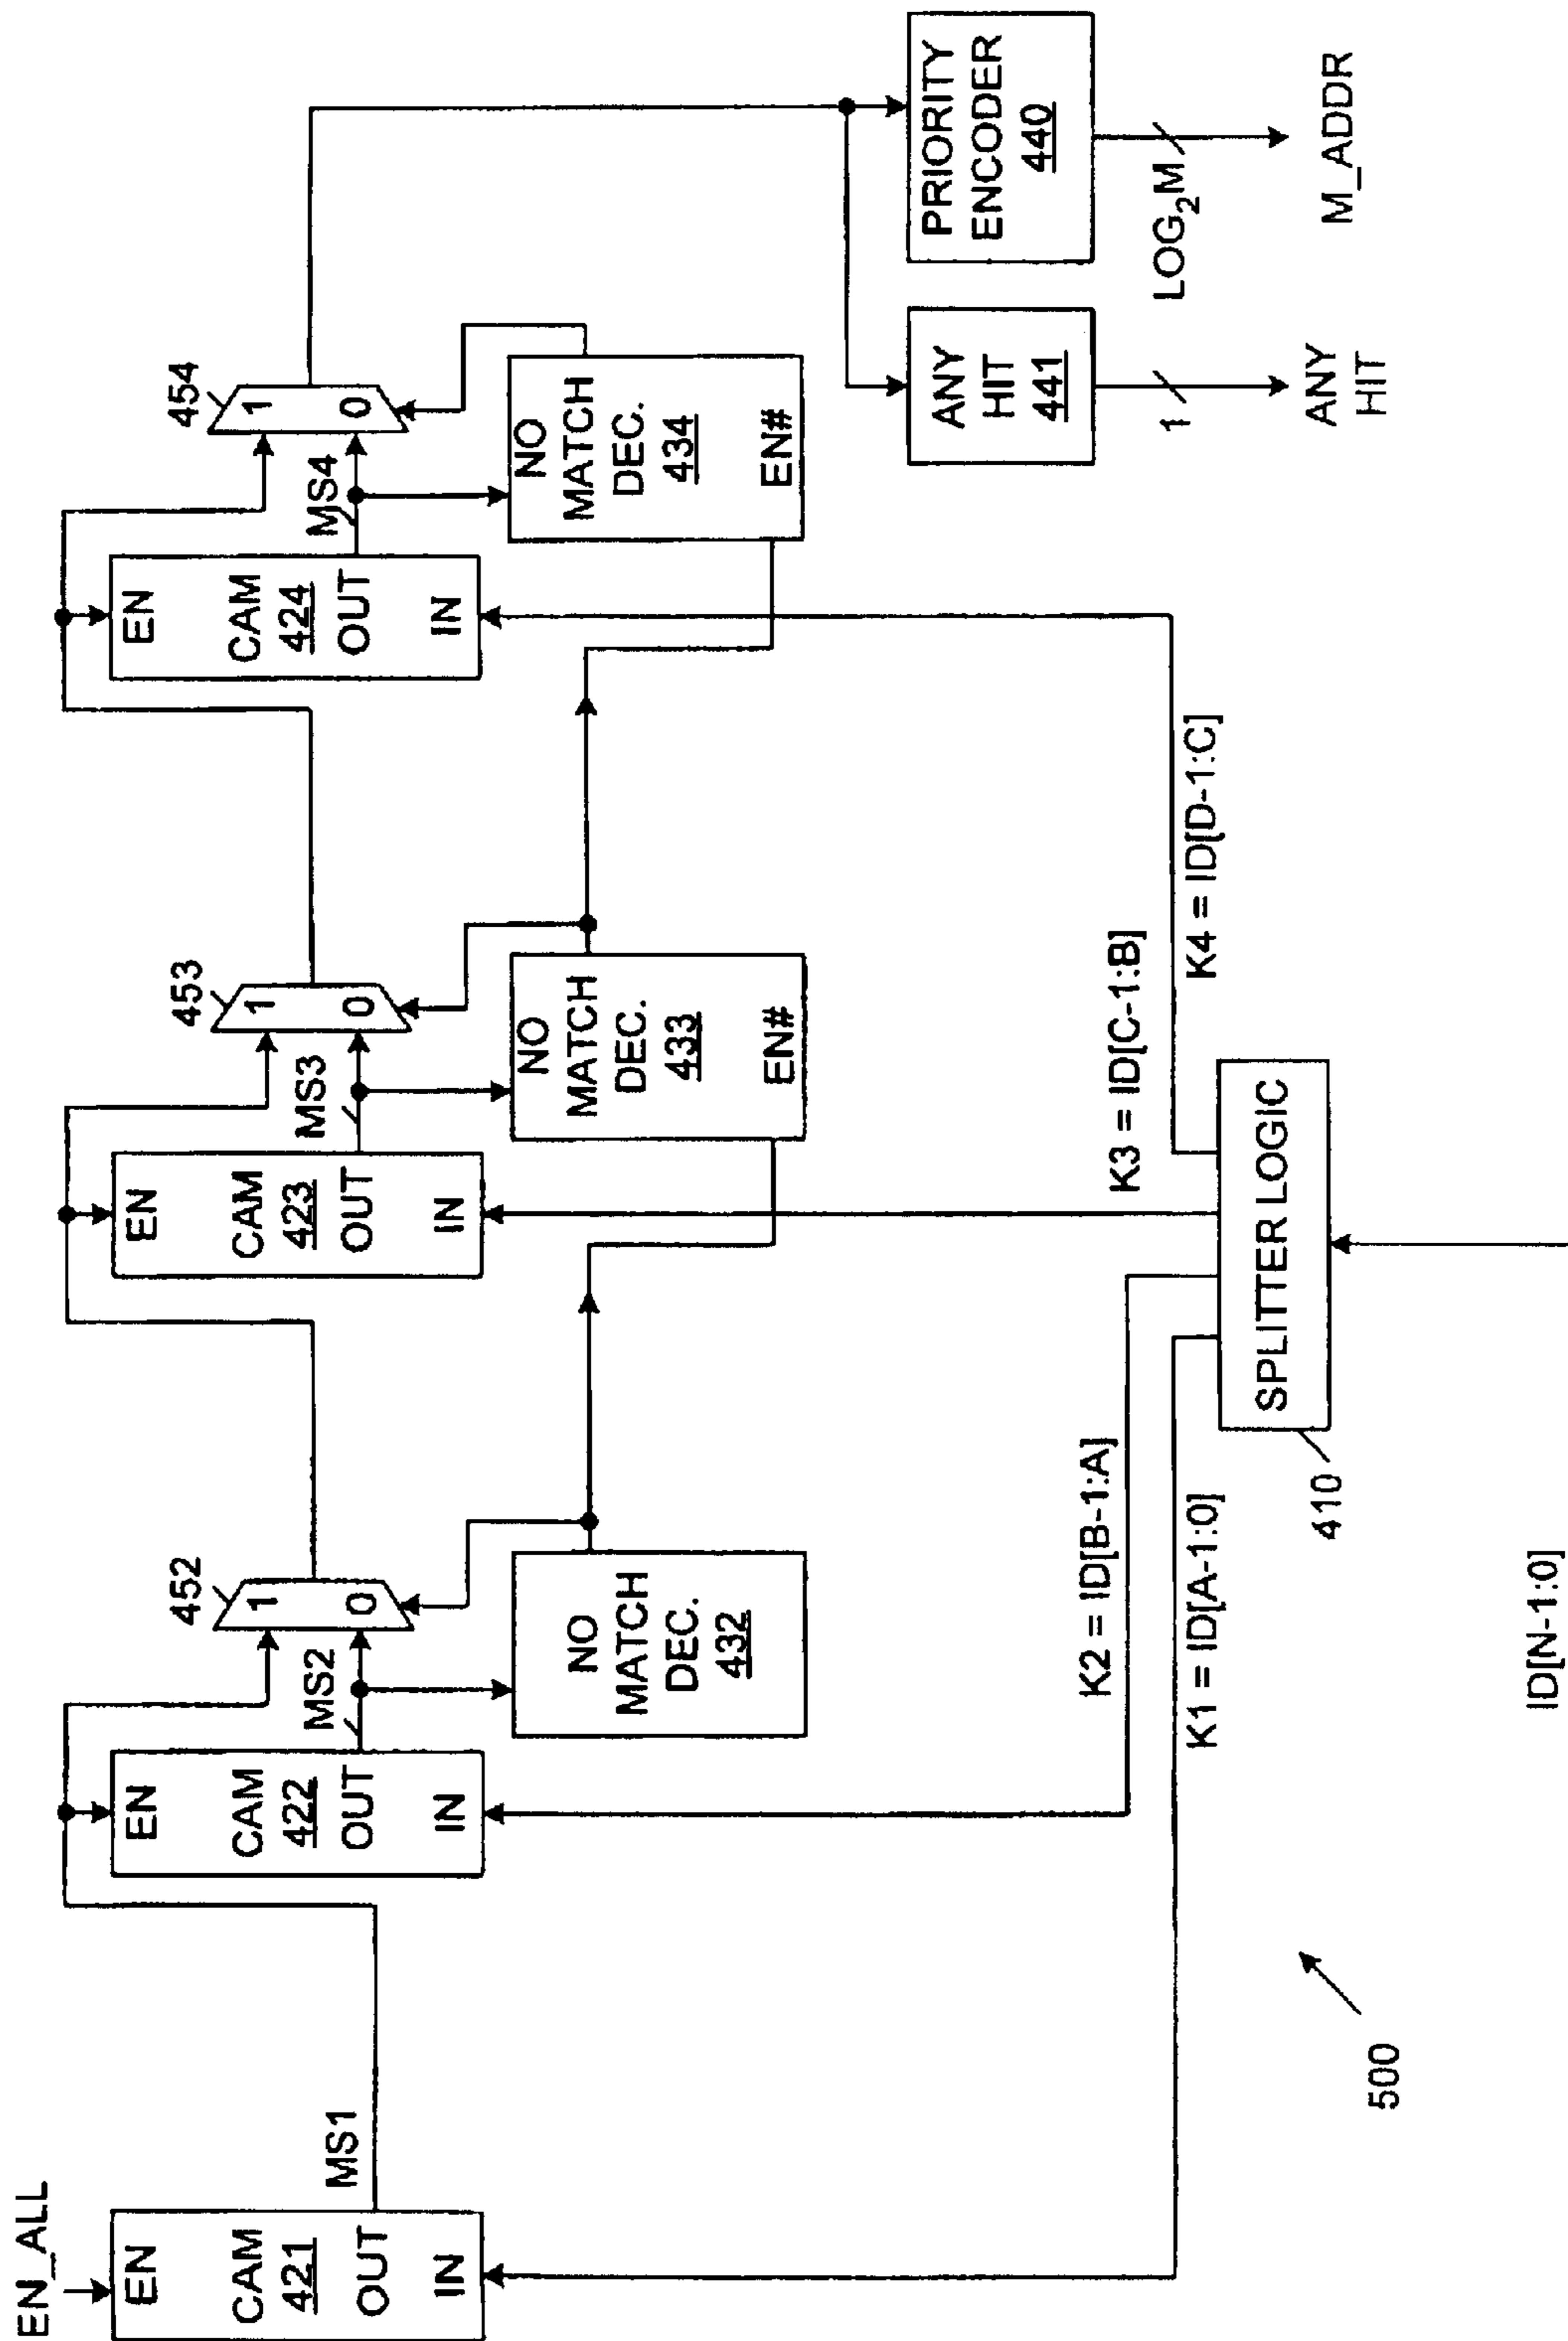 EN_ALL
EN
CAM
421
OUT
IN
MS1
EN
CAM
422
OUT
IN
MS2
452
1
0
NO
MATCH
DEC.
432
EN
CAM
423
OUT
IN
MS3
453
1
0
NO
MATCH
DEC.
433
EN#
EN
CAM
424
OUT
IN
MS4
454
1
0
NO
MATCH
DEC.
434
EN#
ANY
HIT
441
PRIORITY
ENCODER
440
1
LOG2M
ANY
HIT
M_ADDR
K1 = ID[A-1:0]
K2 = ID[B-1:A]
K3 = ID[C-1:B]
K4 = ID[D-1:C]
SPLITTER LOGIC
410
ID[N-1:0]
500